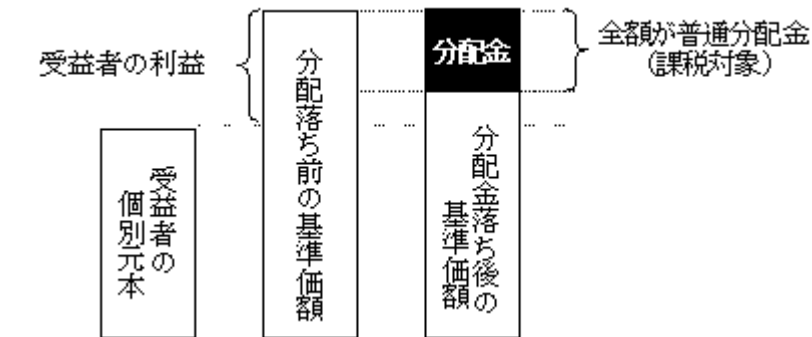 受益者の利益
受益者の
個別元本
分配落ち前の基準価額
分配金
分配金落ち後の
基準価額
全額が普通分配金
（課税対象）